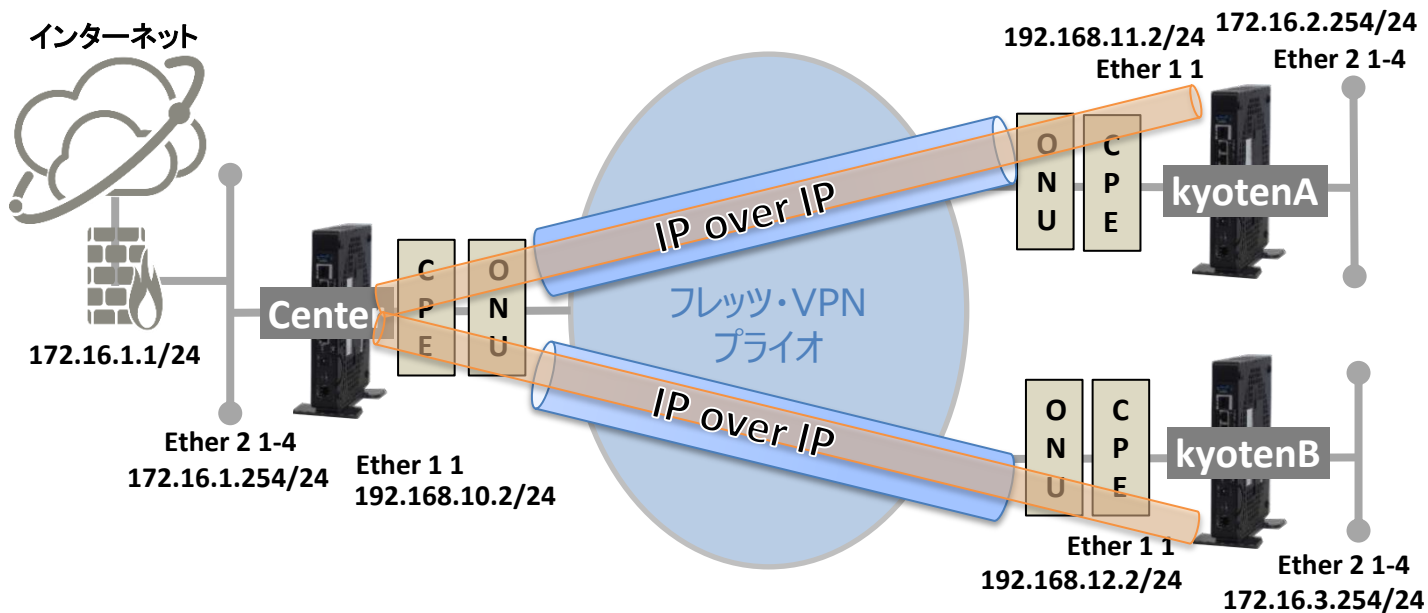 インターネット
172.16.1.1/24
Center
C
P
E
O
N
U
Ether 2 1-4
172.16.1.254/24
Ether 1 1
192.168.10.2/24
IP over IP
フレッツ・VPN
プライオ
IP over IP
192.168.11.2/24
Ether 1 1
172.16.2.254/24
Ether 2 1-4
O
N
U
C
P
E
kyotenA
O
N
U
C
P
E
kyotenB
Ether 1 1
192.168.12.2/24
Ether 2 1-4
172.16.3.254/24